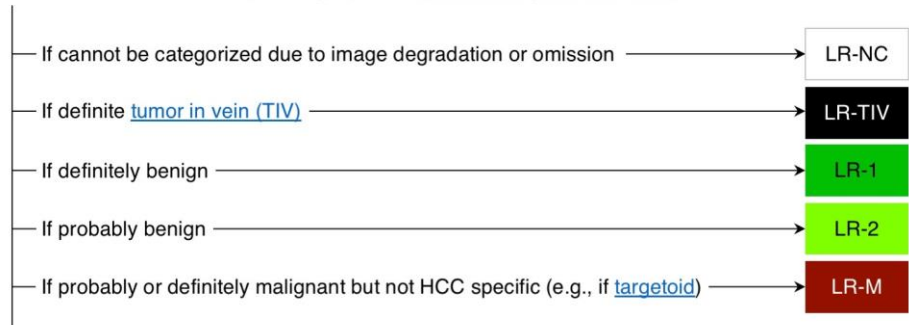 If cannot be categorized due to image degradation or omission LR-NC
If definite tumor in vein (TIV) LR-TIV
If definitely benign LR-1
If probably benign LR-2
If probably or definitely malignant but not HCC specific (e.g., if targetoid) LR-M